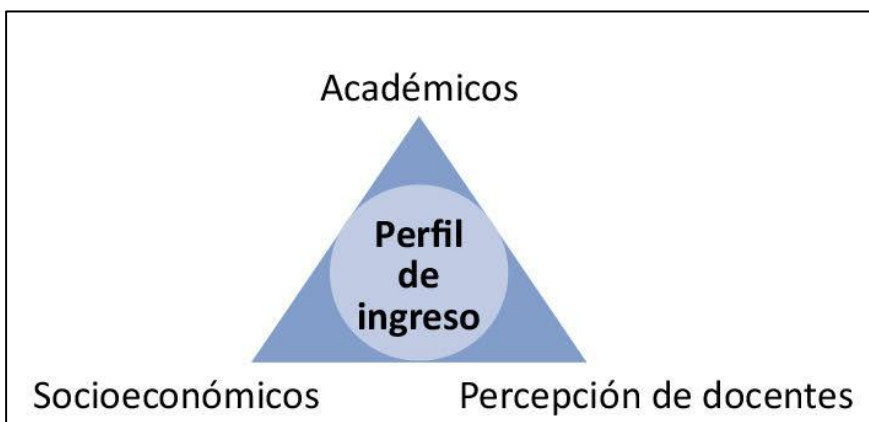 Académicos
Perfil
de
ingreso
Socioeconómicos
Percepción de docentes